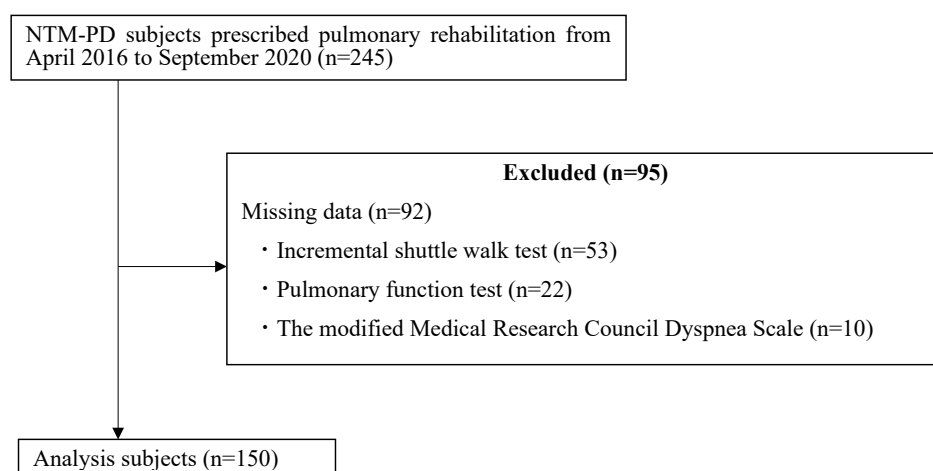 NTM-PD subjects prescribed pulmonary rehabilitation from
April 2016 to September 2020 (n=245)
Excluded (n=95)
Missing data (n=92)
・Incremental shuttle walk test (n=53)
・Pulmonary function test (n=22)
・The modified Medical Research Council Dyspnea Scale (n=10)
Analysis subjects (n=150)